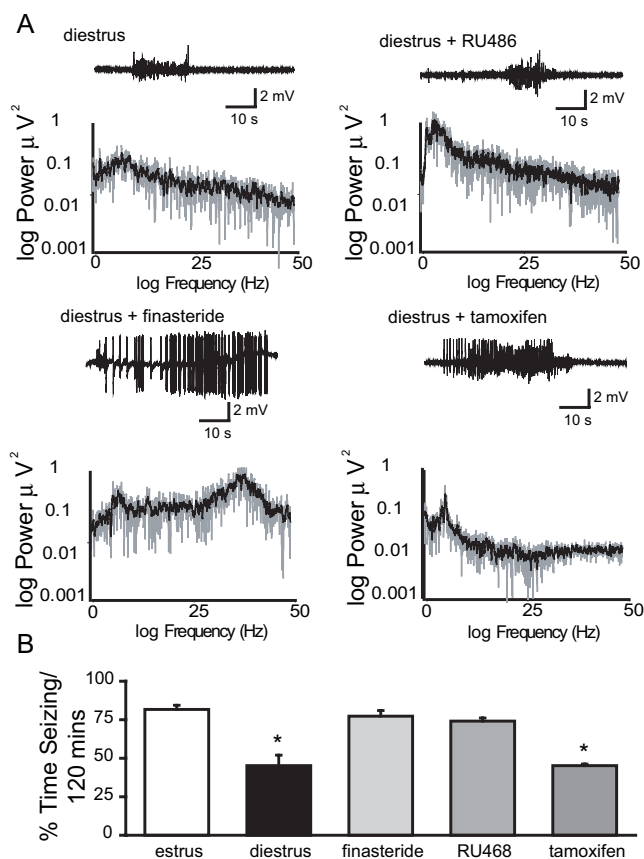 A
diestrus
2 mV
10 s
log Power μ V2
1
0.1
0.01
0.001
0
25
50
log Frequency (Hz)
diestrus + RU486
2 mV
10 s
log Power μ V2
1
0.1
0.01
0.001
0
25
50
log Frequency (Hz)
diestrus + finasteride
2 mV
10 s
log Power μ V2
1
0.1
0.01
0.001
0
25
50
log Frequency (Hz)
diestrus + tamoxifen
2 mV
10 s
log Power μ V2
1
0.1
0.01
0.001
0
25
50
log Frequency (Hz)
B
% Time Seizing/
120 mins
100
75
50
25
0
*
*
estrus
diestrus
finasteride
RU468
tamoxifen